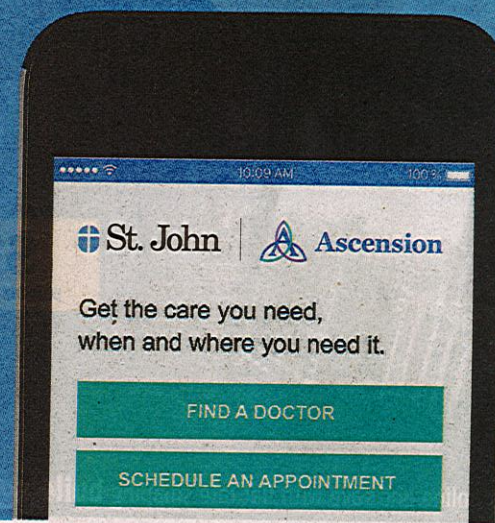 10:09 AM 100%
St. John Ascension
Get the care you need,
when and where you need it.
FIND A DOCTOR
SCHEDULE AN APPOINTMENT